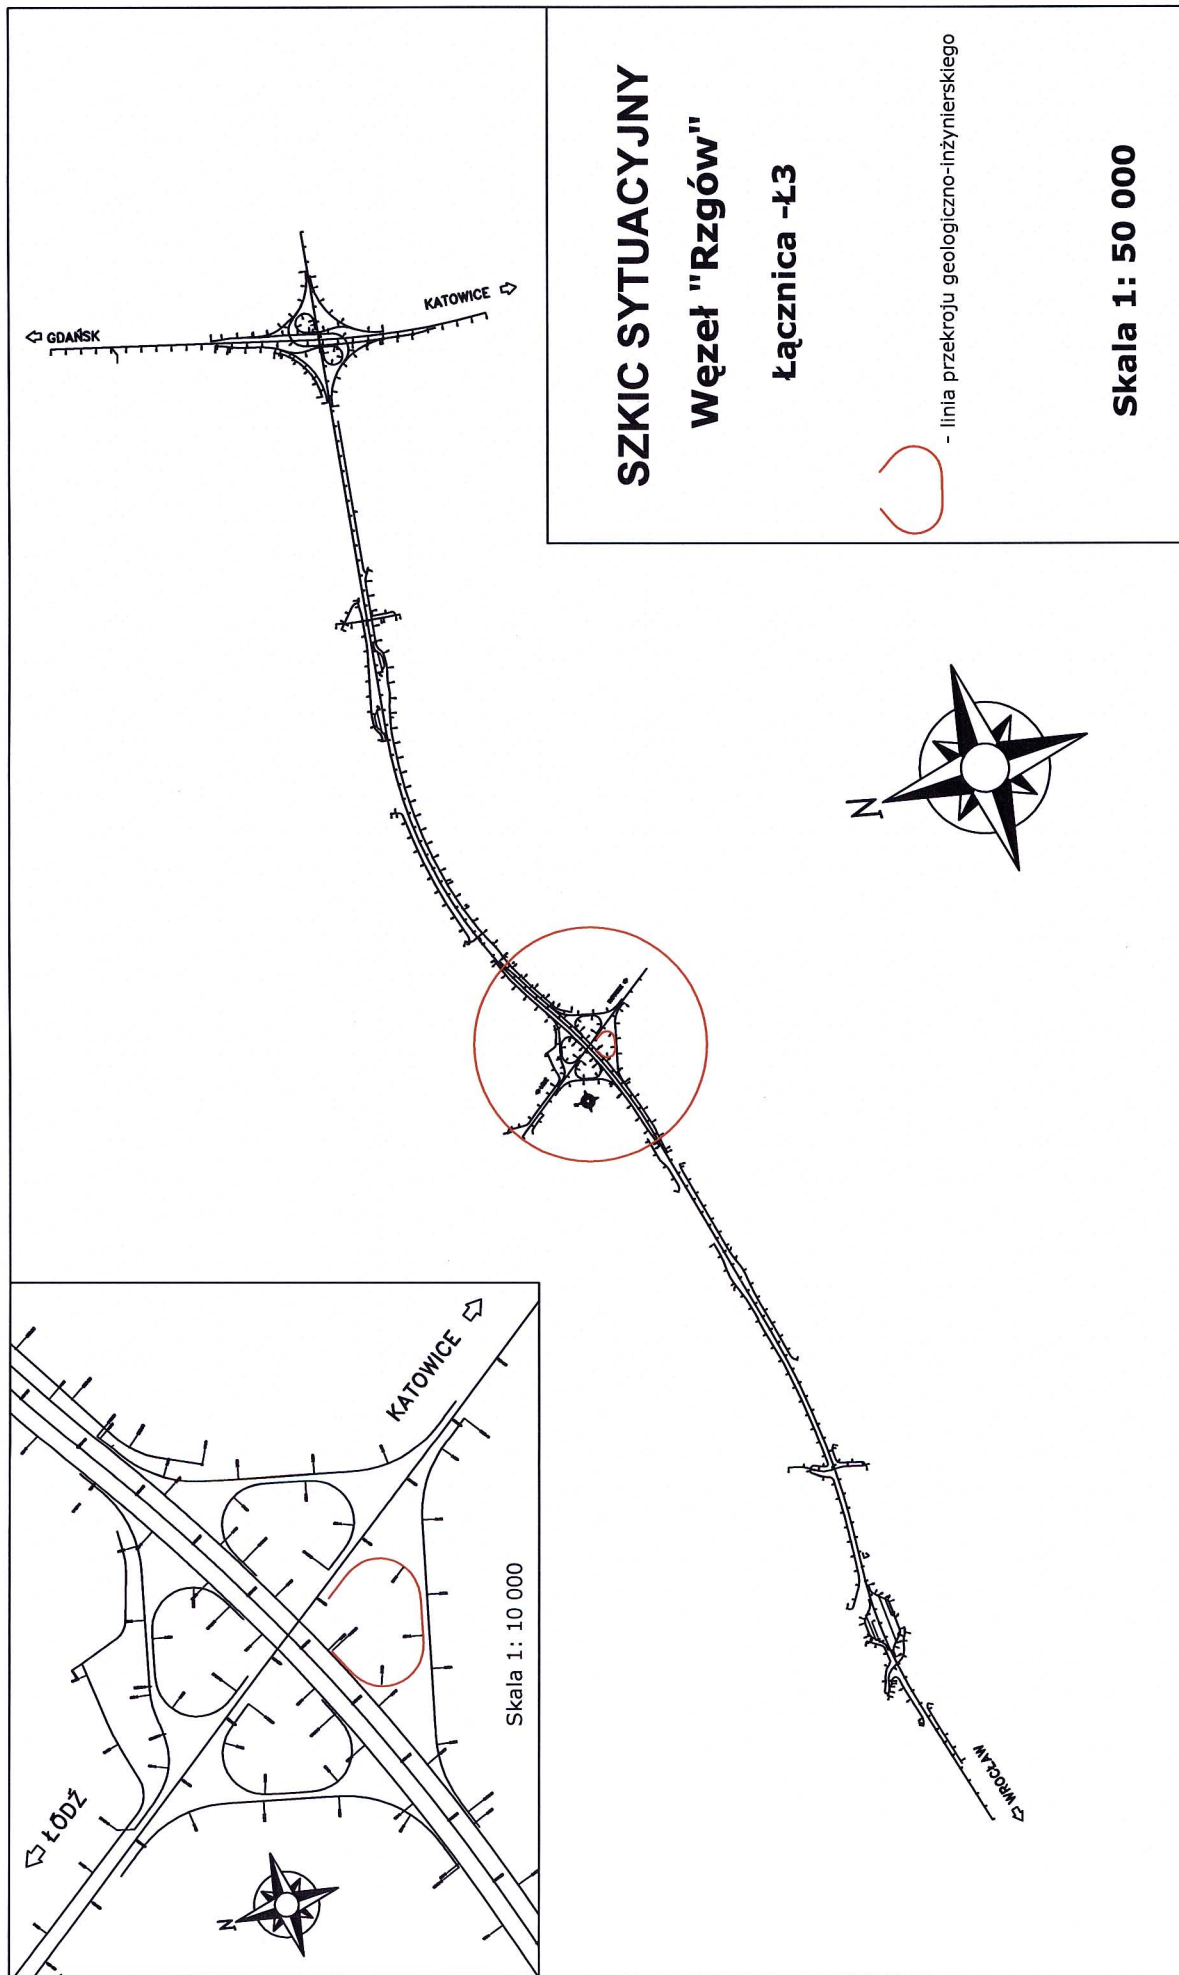 SZKIC SYTUACYJNY
Węzeł "Rzgów"
Łącznica -Ł3
- linia przekroju geologiczno-inżynierskiego
Skala 1: 50 000
GDAŃSK
KATOWICE
N
WROCŁAW
KATOWICE
ŁÓDŹ
N
Skala 1: 10 000